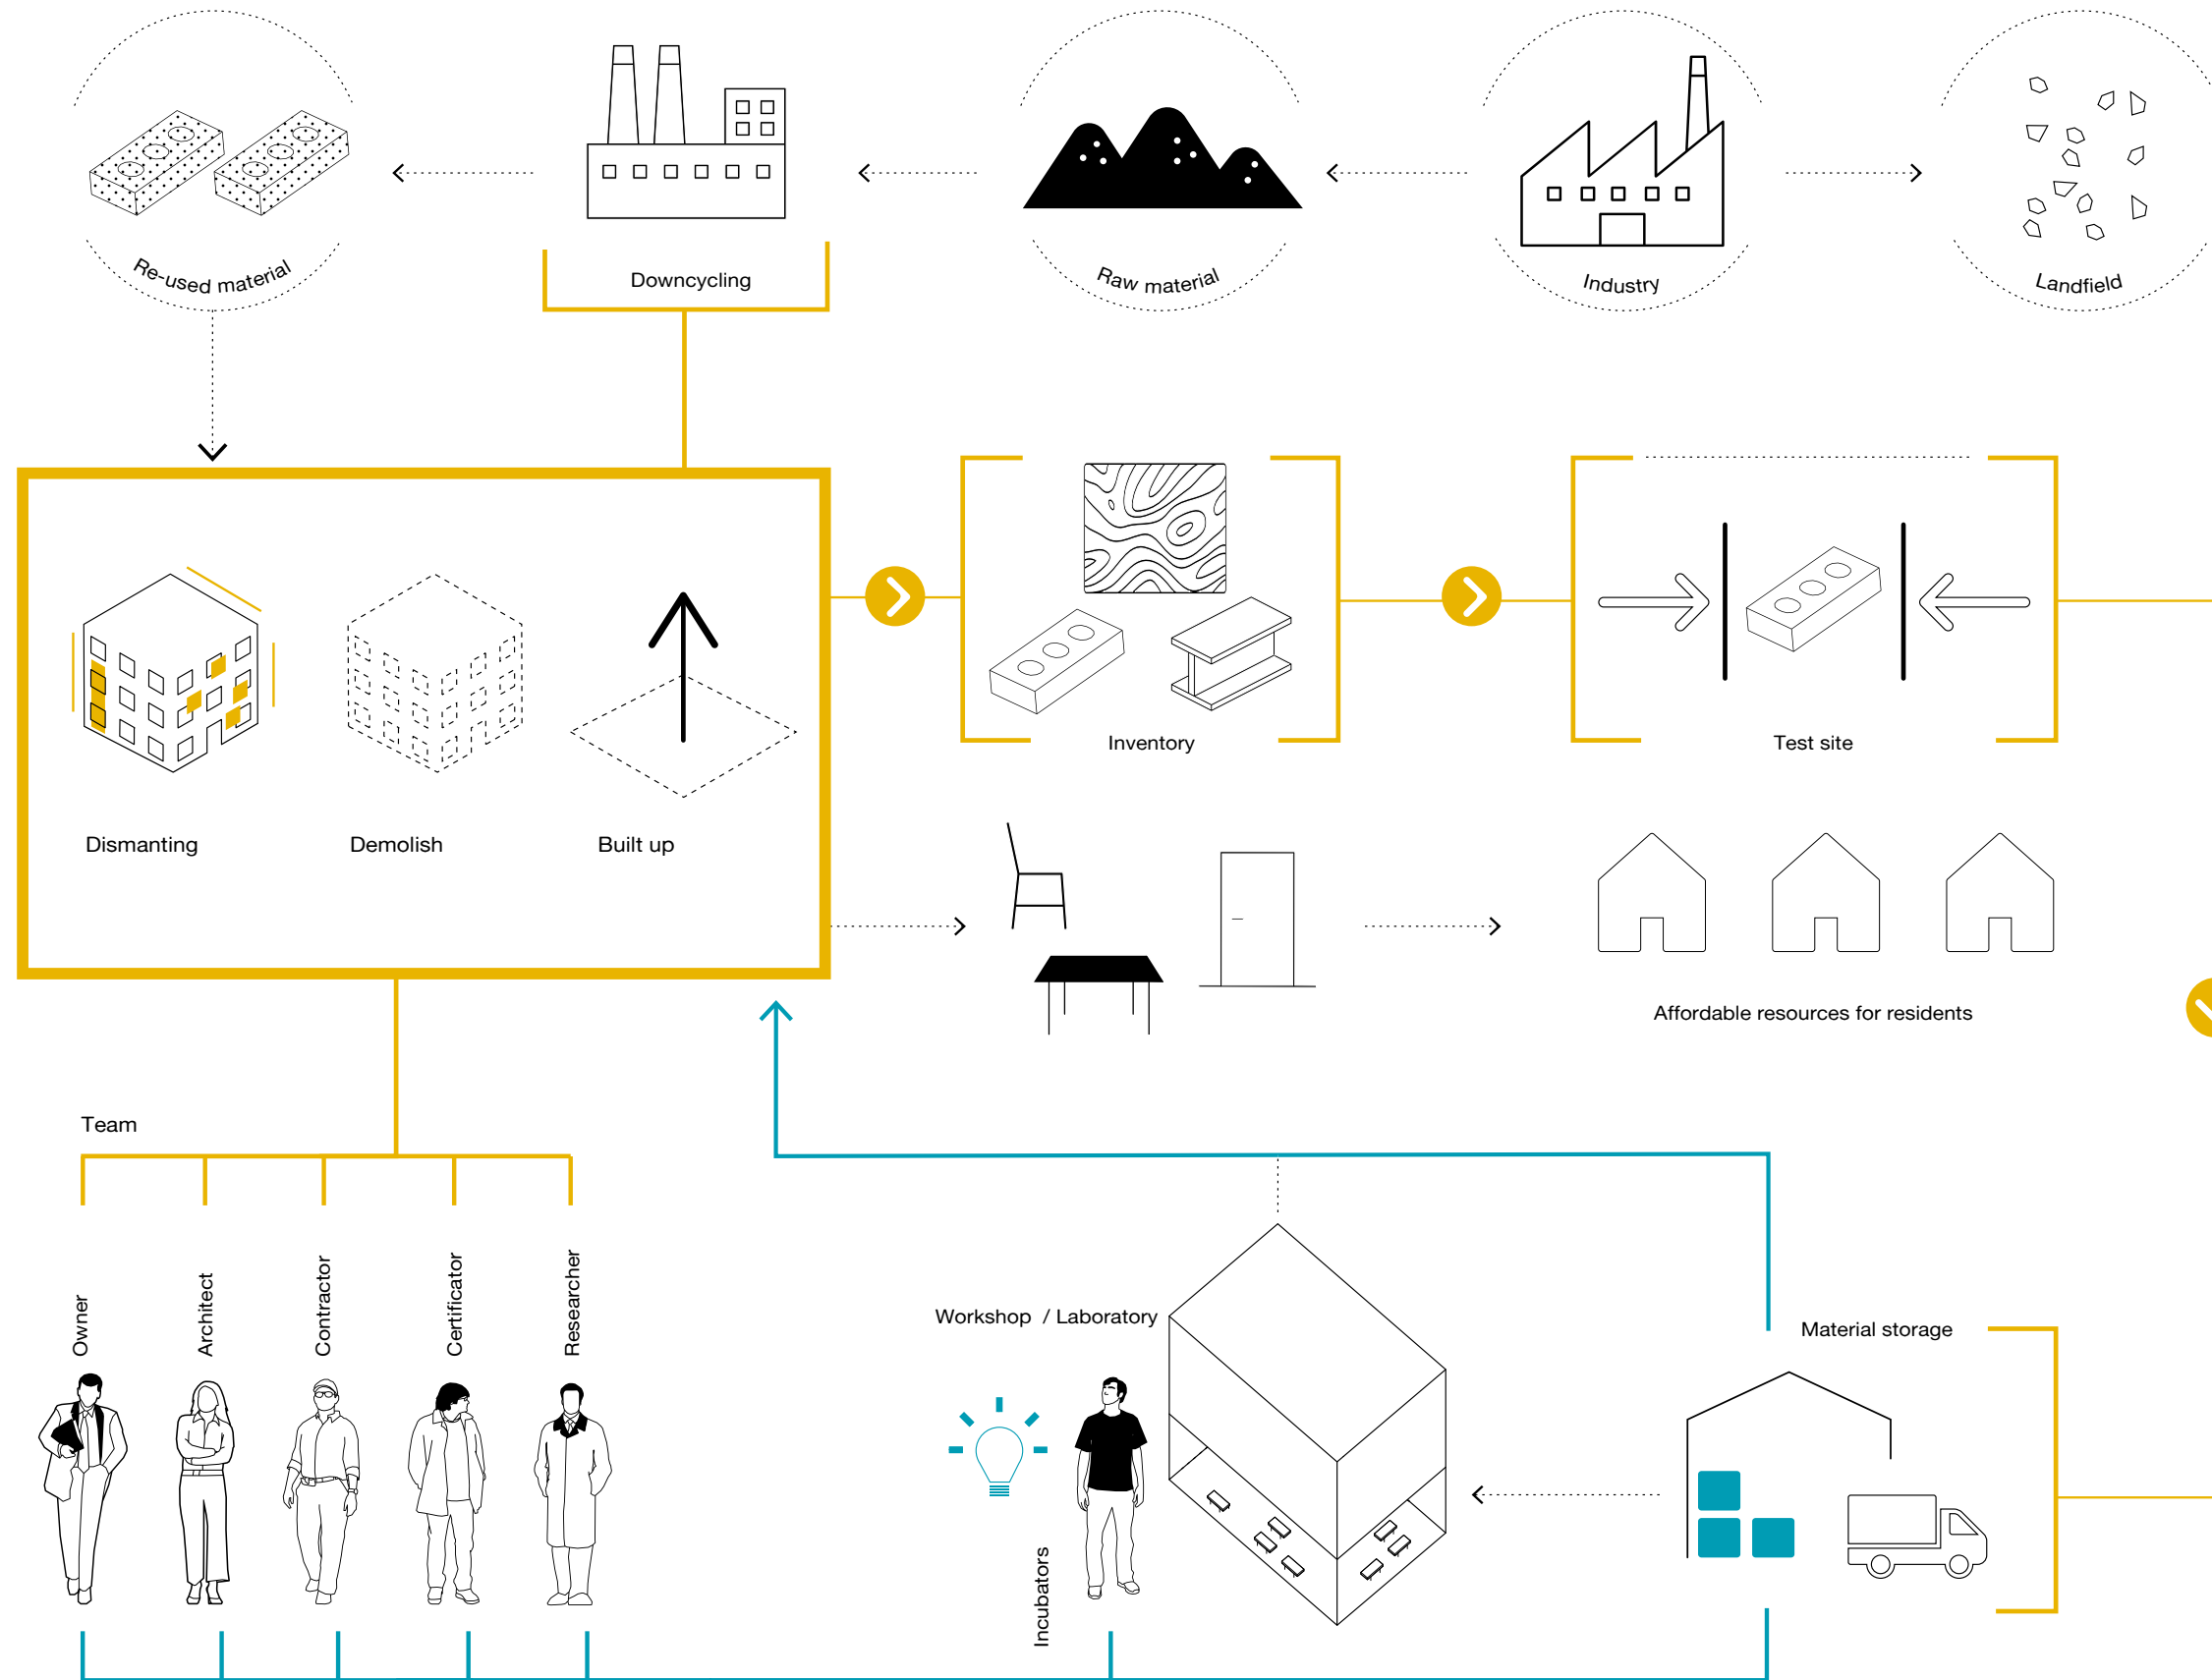 Re-used material
Downcycling
Raw material
Industry
Landfield
Inventory
Test site
Dismanting
Demolish
Built up
Affordable resources for residents
Team
Owner
Architect
Contractor
Certificator
Researcher
Workshop / Laboratory
Incubators
Material storage